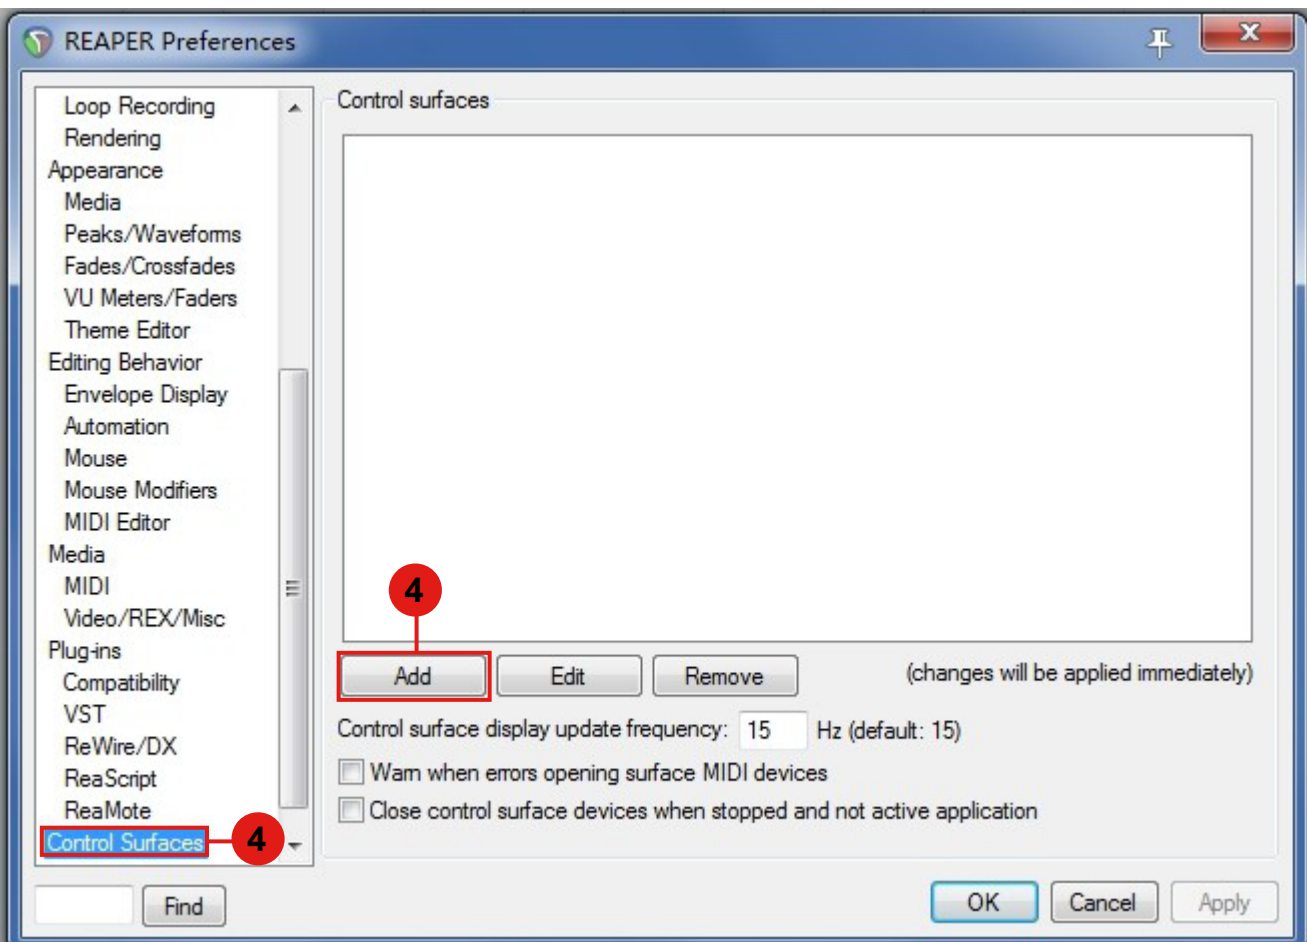 REAPER Preferences
Loop Recording
Rendering
Appearance
Media
Peaks/Waveforms
Fades/Crossfades
VU Meters/Faders
Theme Editor
Editing Behavior
Envelope Display
Automation
Mouse
Mouse Modifiers
MIDI Editor
Media
MIDI
Video/REX/Misc
Plug-ins
Compatibility
VST
ReWire/DX
ReaScript
ReaMote
Control Surfaces 4
Find
Control surfaces
4
Add Edit Remove (changes will be applied immediately)
Control surface display update frequency: 15 Hz (default: 15)
Warn when errors opening surface MIDI devices
Close control surface devices when stopped and not active application
OK Cancel Apply